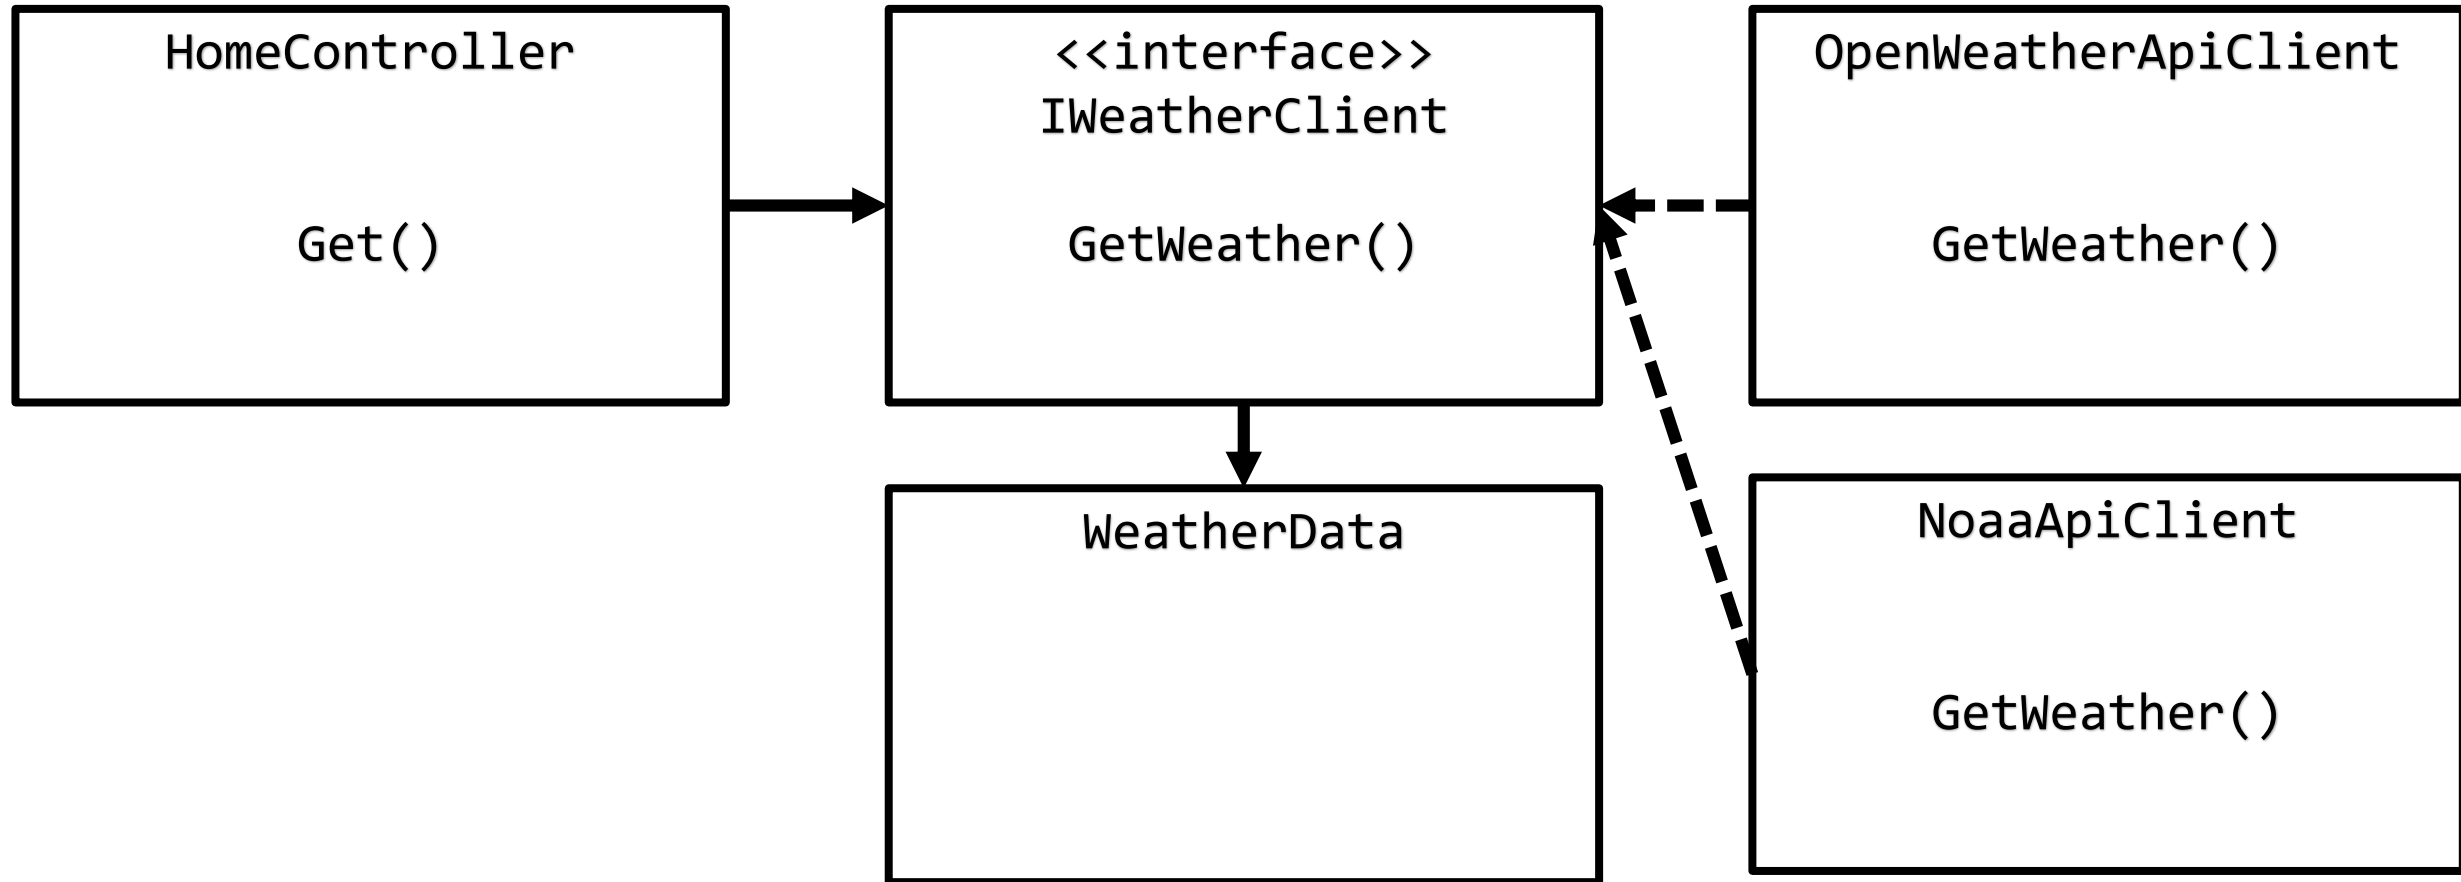 HomeController
Get()
<<interface>>
IWeatherClient
GetWeather()
OpenWeatherApiClient
GetWeather()
WeatherData
NoaaApiClient
GetWeather()